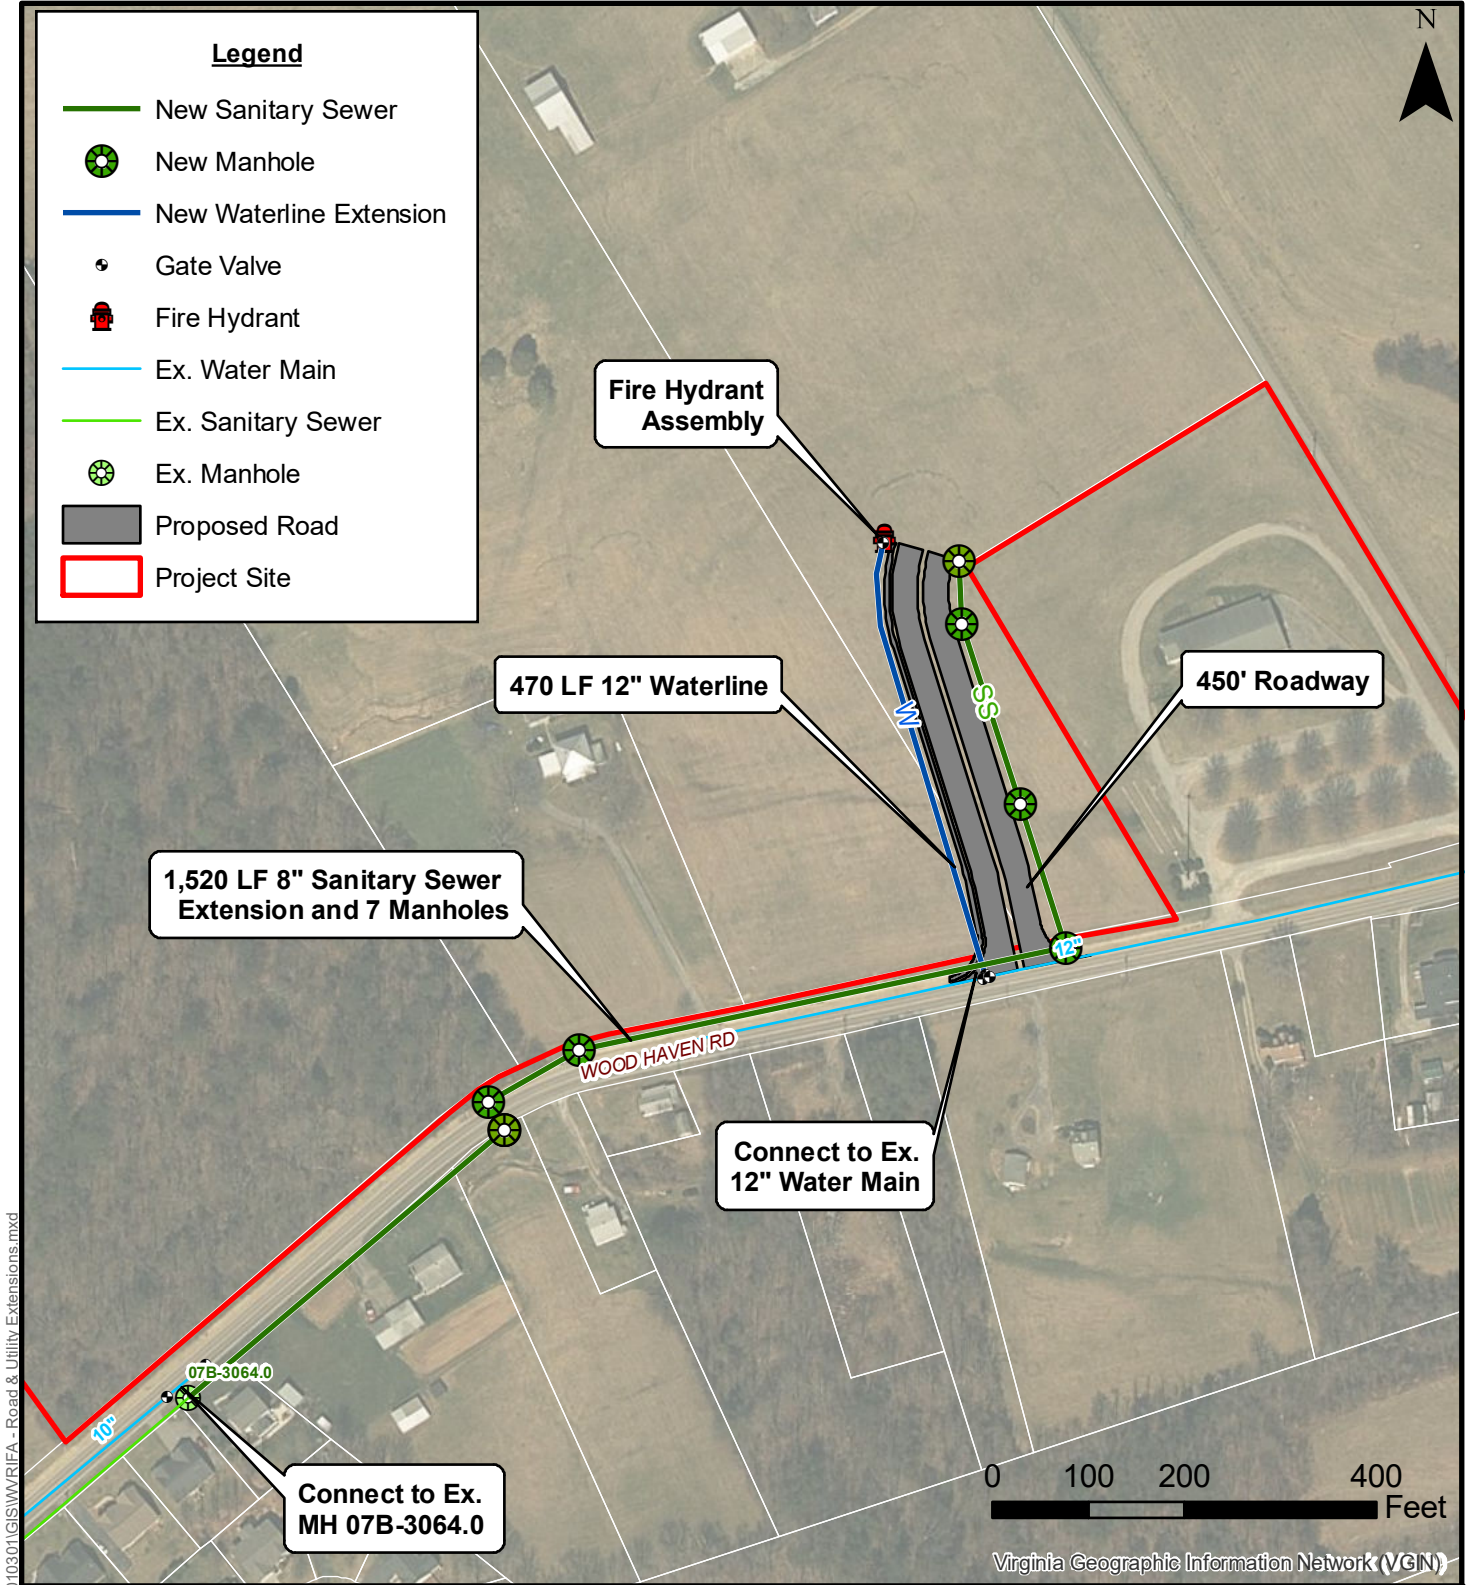 Legend
New Sanitary Sewer
New Manhole
New Waterline Extension
Gate Valve
Fire Hydrant
Ex. Water Main
Ex. Sanitary Sewer
Ex. Manhole
Proposed Road
Project Site
N
Fire Hydrant
Assembly
470 LF 12" Waterline
W
SS
450' Roadway
1,520 LF 8" Sanitary Sewer
Extension and 7 Manholes
12"
WOOD HAVEN RD
Connect to Ex.
12" Water Main
07B-3064.0
10"
Connect to Ex.
MH 07B-3064.0
0 100 200 400
Feet
Virginia Geographic Information Network (VGIN)
10301\GIS\WVRIFA - Road & Utility Extensions.mxd